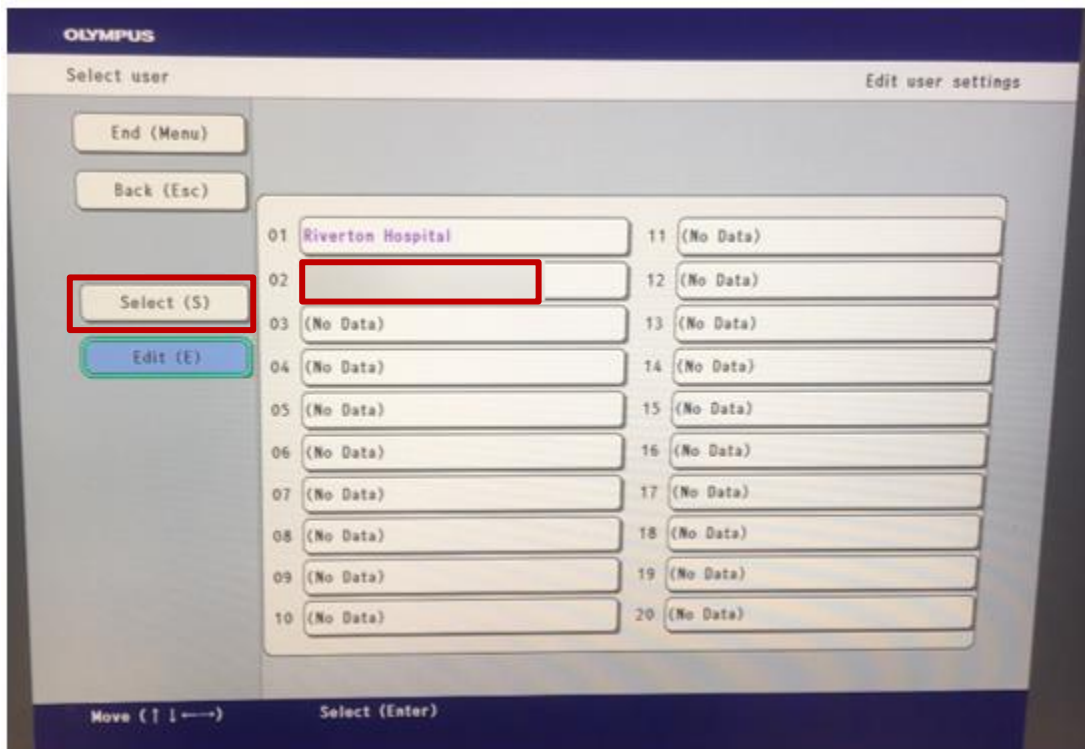 OLYMPUS
Select user
Edit user settings
End (Menu)
Back (Esc)
Select (S)
Edit (E)
01 Riverton Hospital
02
03 (No Data)
04 (No Data)
05 (No Data)
06 (No Data)
07 (No Data)
08 (No Data)
09 (No Data)
10 (No Data)
11 (No Data)
12 (No Data)
13 (No Data)
14 (No Data)
15 (No Data)
16 (No Data)
17 (No Data)
18 (No Data)
19 (No Data)
20 (No Data)
Move (↑↓←→) Select (Enter)